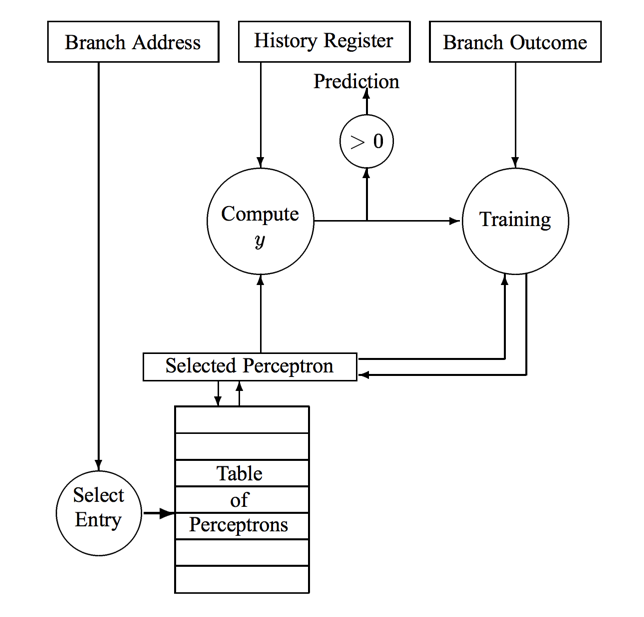 Branch Address
History Register
Branch Outcome
Prediction
> 0
Compute
y
Training
Selected Perceptron
Table
of
Perceptrons
Select
Entry